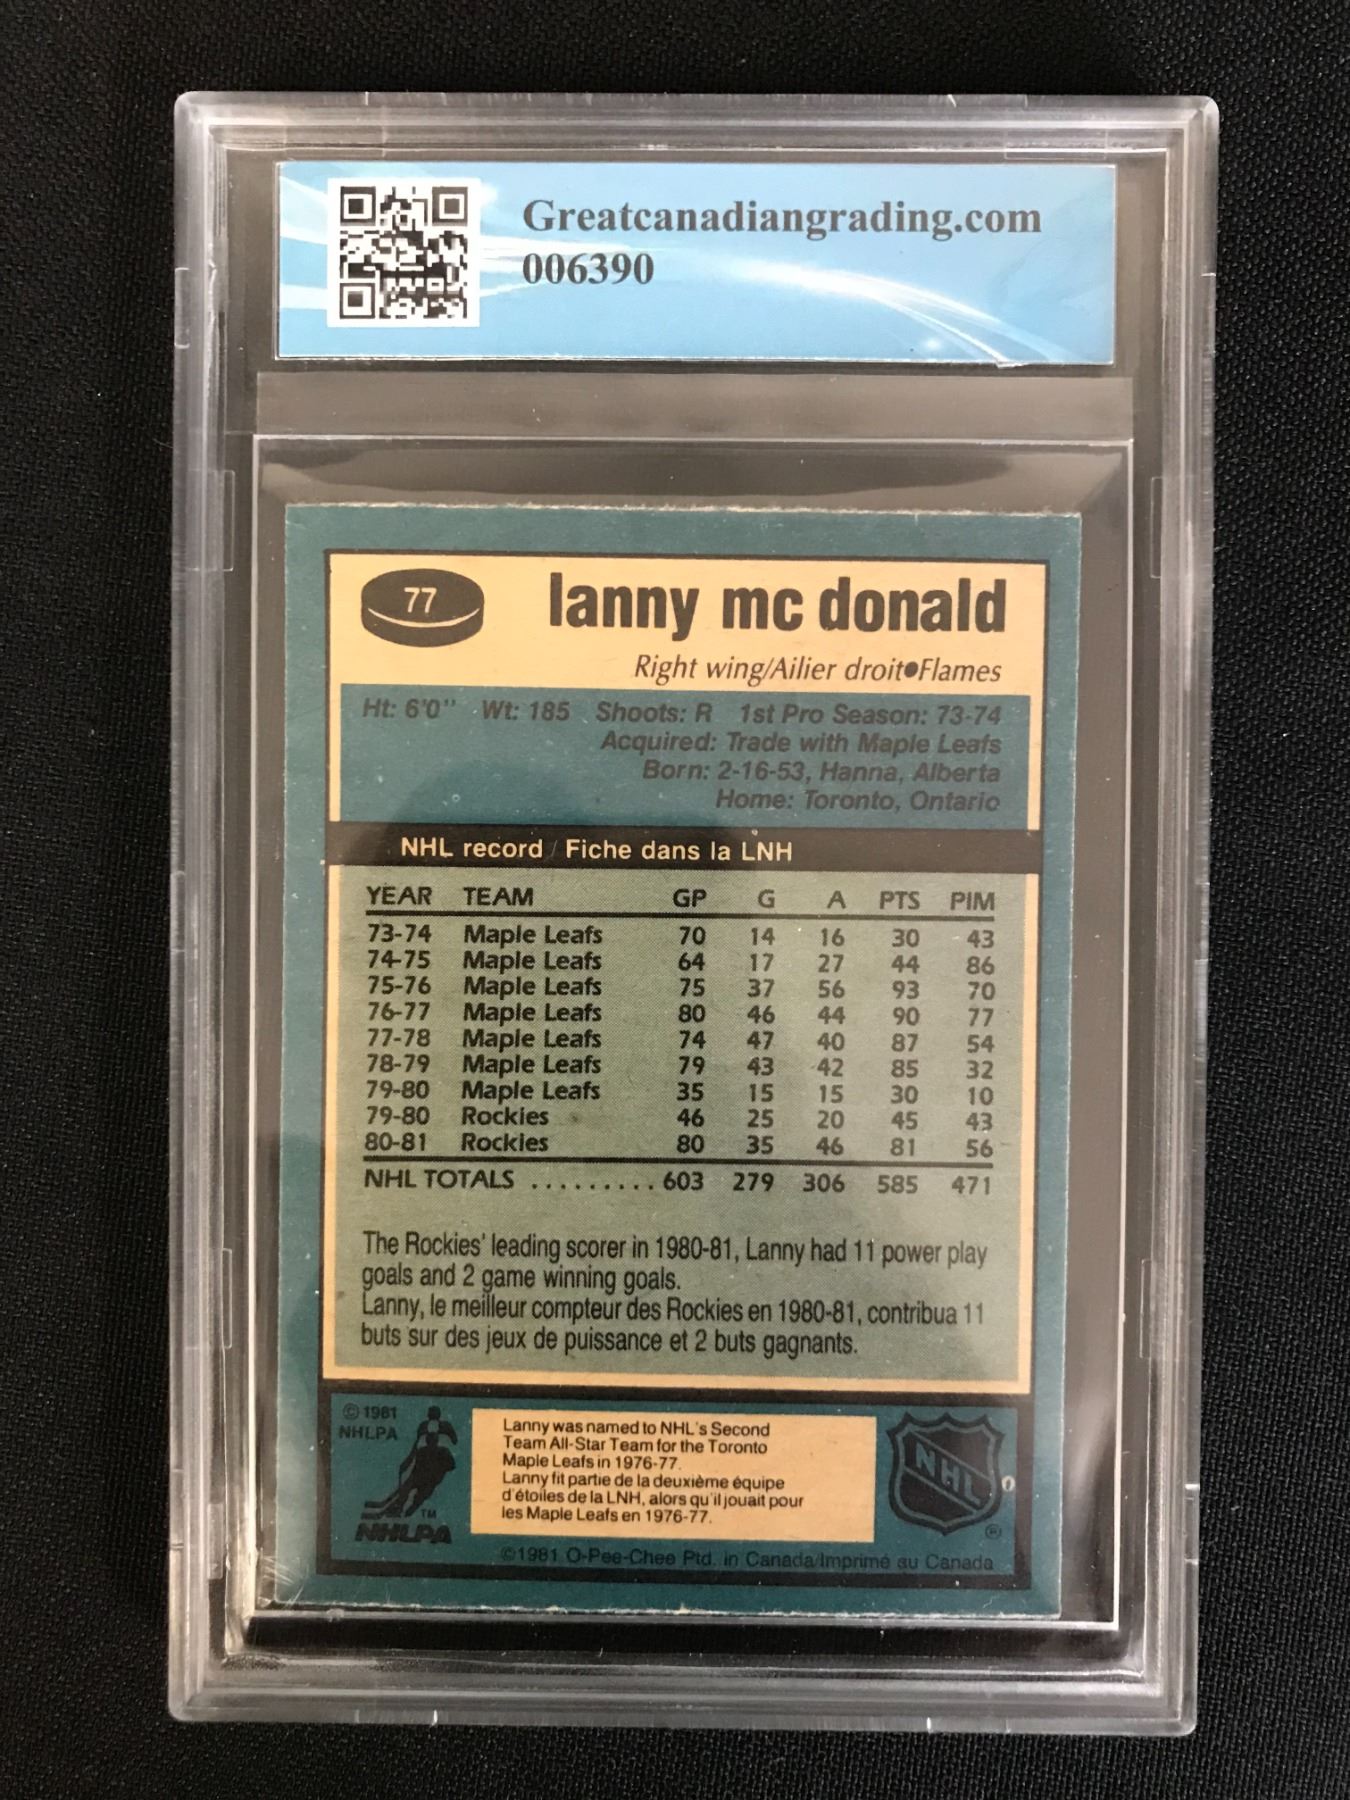 Greatcanadiangrading.com
006390
77
lanny mc donald
Right wing/Ailier droit●Flames
Ht: 6'0" Wt: 185 Shoots: R 1st Pro Season: 73-74
Acquired: Trade with Maple Leafs
Born: 2-16-53, Hanna, Alberta
Home: Toronto, Ontario
NHL record / Fiche dans la LNH
YEAR TEAM GP G A PTS PIM
73-74 Maple Leafs 70 14 16 30 43
74-75 Maple Leafs 64 17 27 44 86
75-76 Maple Leafs 75 37 56 93 70
76-77 Maple Leafs 80 46 44 90 77
77-78 Maple Leafs 74 47 40 87 54
78-79 Maple Leafs 79 43 42 85 32
79-80 Maple Leafs 35 15 15 30 10
79-80 Rockies 46 25 20 45 43
80-81 Rockies 80 35 46 81 56
NHL TOTALS ......... 603 279 306 585 471
The Rockies' leading scorer in 1980-81, Lanny had 11 power play
goals and 2 game winning goals.
Lanny, le meilleur compteur des Rockies en 1980-81, contribua 11
buts sur des jeux de puissance et 2 buts gagnants.
© 1981
NHLPA
TM
NHLPA
Lanny was named to NHL's Second
Team All-Star Team for the Toronto
Maple Leafs in 1976-77.
Lanny fit partie de la deuxième équipe
d'étoiles de la LNH, alors qu'il jouait pour
les Maple Leafs en 1976-77.
NHL
®
©1981 O-Pee-Chee Ptd. in Canada/Imprimé au Canada